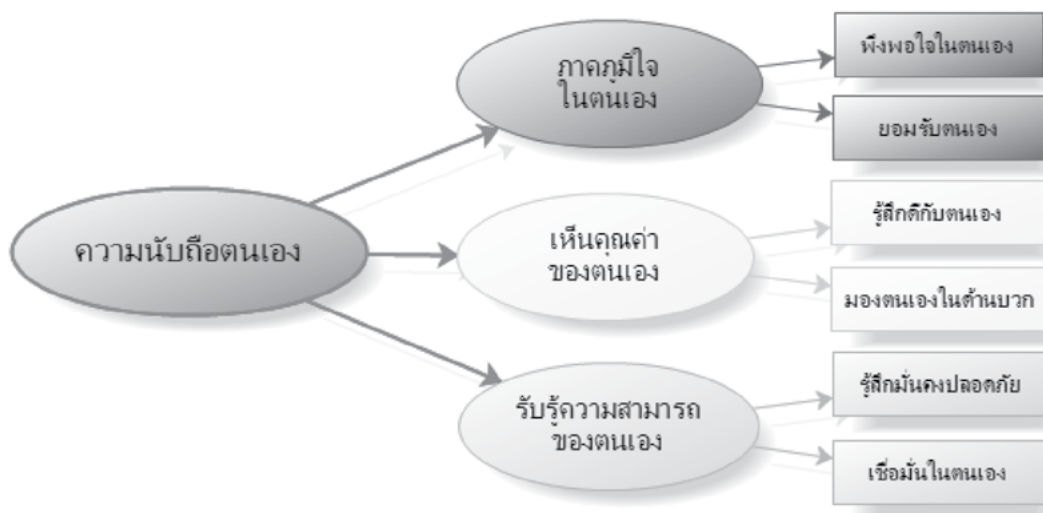 ความนับถือตนเอง
ภาคภูมิใจ
ในตนเอง
พึงพอใจในตนเอง
ยอมรับตนเอง
เห็นคุณค่า
ของตนเอง
รู้สึกดีกับตนเอง
มองตนเองในด้านบวก
รับรู้ความสามารถ
ของตนเอง
รู้สึกมั่นคงปลอดภัย
เชื่อมั่นในตนเอง